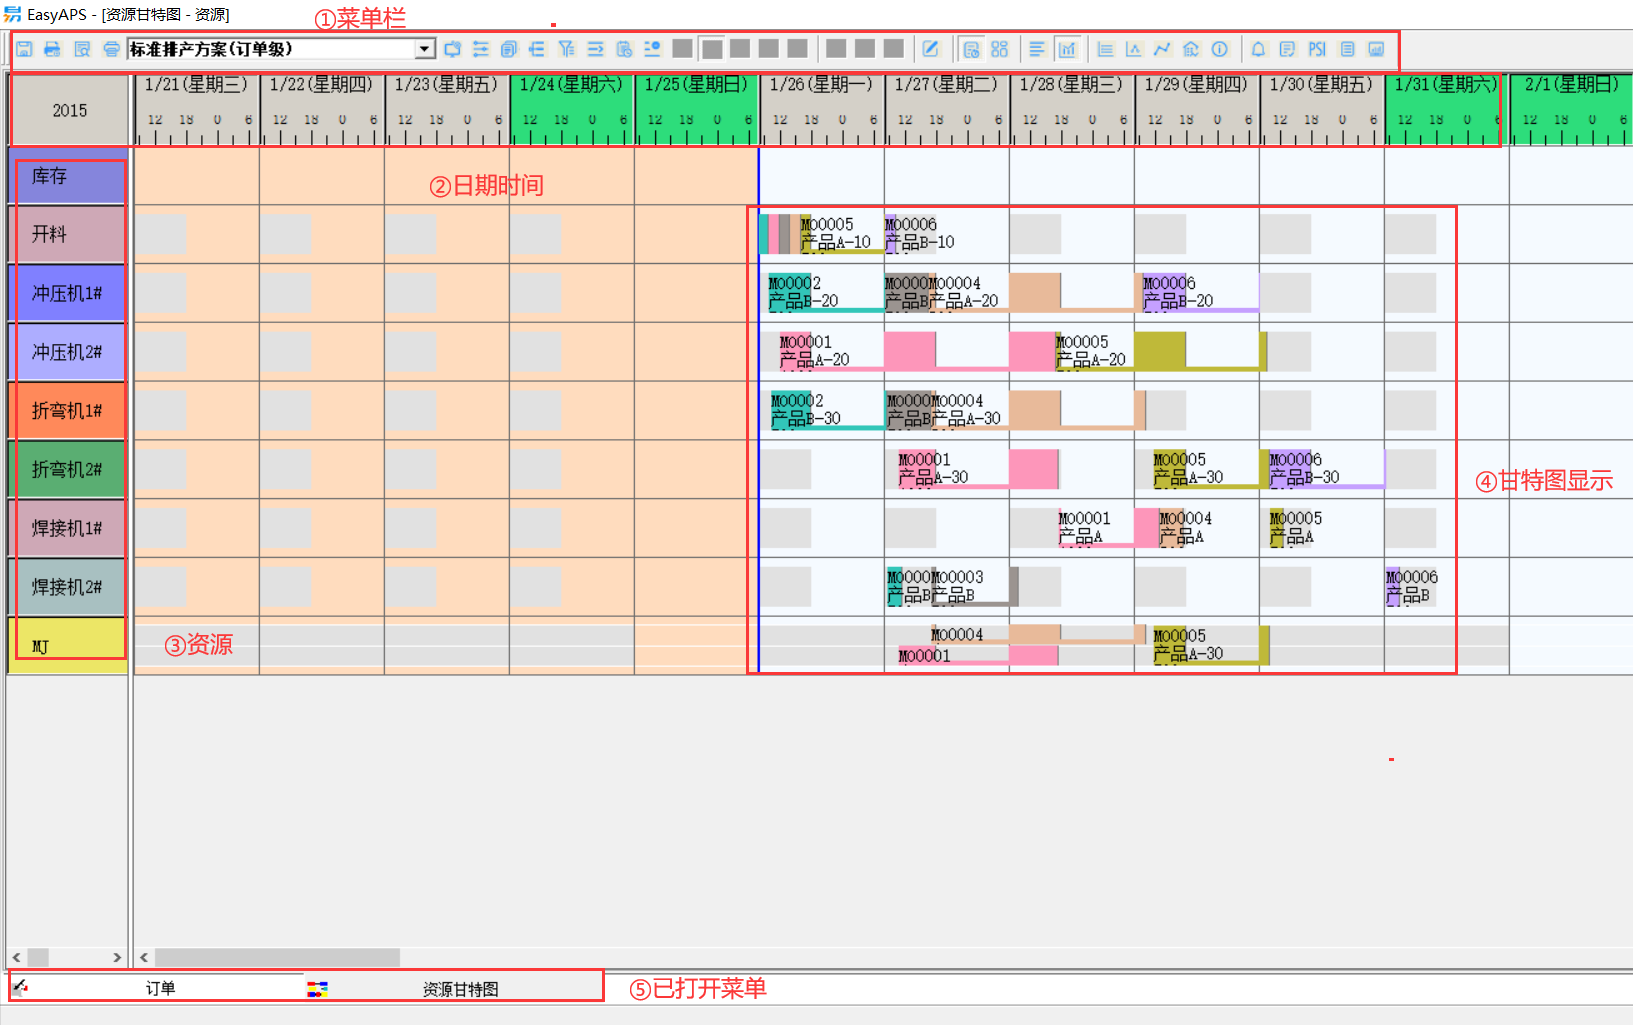 EasyAPS - [资源甘特图 - 资源]
①菜单栏
标准排产方案(订单级)
PSI
2015
1/21(星期三) 1/22(星期四) 1/23(星期五) 1/24(星期六) 1/25(星期日) 1/26(星期一) 1/27(星期二) 1/28(星期三) 1/29(星期四) 1/30(星期五) 1/31(星期六) 2/1(星期日)
12 18 0 6 12 18 0 6 12 18 0 6 12 18 0 6 12 18 0 6 12 18 0 6 12 18 0 6 12 18 0 6 12 18 0 6 12 18 0 6 12 18 0 6 12 18 0 6
库存
②日期时间
开料
M00005 M00006
产品A-10 产品B-10
冲压机1#
M00002 M0000 M00004 M00006
产品B-20 产品B 产品A-20 产品B-20
冲压机2#
M00001 M00005
产品A-20 产品A-20
折弯机1#
M00002 M0000 M00004
产品B-30 产品B 产品A-30
折弯机2#
M00001 M00005 M00006
产品A-30 产品A-30 产品B-30
④甘特图显示
焊接机1#
M00001 M00004 M00005
产品A 产品A 产品A
焊接机2#
M0000 M00003 M00006
产品B 产品B 产品B
MJ
③资源
M00004 M00005
M00001 产品A-30
订单
资源甘特图
⑤已打开菜单